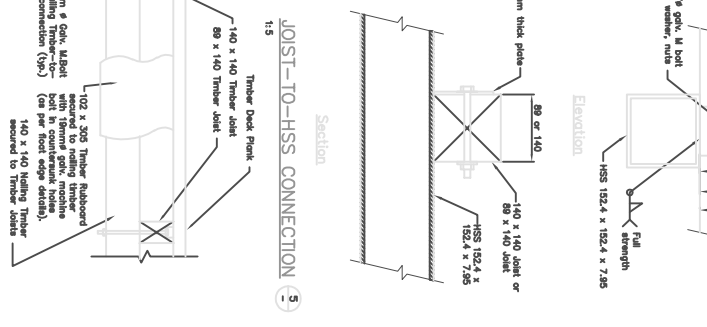 ø galv. M bolt
washer, nuts
Elevation
HSS 152.4 x 152.4 x 7.95
Full
strength
thick plate
89 or 140
140 x 140 Joist or
89 x 140 Joist
HSS 152.4 x
152.4 x 7.95
Section
JOIST-TO-HSS CONNECTION
1:5
5
-
Timber Deck Plank
140 x 140 Timber Joist
89 x 140 Timber Joist
ø Galv. M.Bolt
Timber-to-
connection (typ.)
102 x 305 Timber Rubboard
secured to nailing timber
with 19mmø galv. machine
bolt in countersunk holes
(as per float edge details).
140 x 140 Nailing Timber
secured to Timber Joists